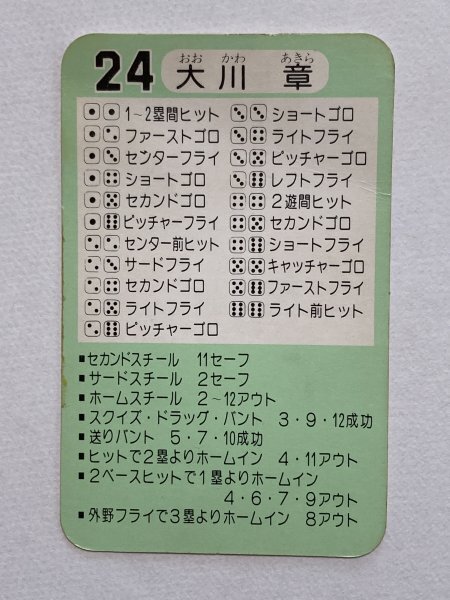 24 大川 章
おお かわ あきら
1~2塁間ヒット
ファーストゴロ
センターフライ
ショートゴロ
セカンドゴロ
ピッチャーフライ
センター前ヒット
サードフライ
セカンドゴロ
ライトフライ
ピッチャーゴロ
ショートゴロ
ライトフライ
ピッチャーゴロ
レフトフライ
2遊間ヒット
セカンドゴロ
ショートフライ
キャッチャーゴロ
ファーストフライ
ライト前ヒット
■セカンドスチール 11セーフ
■サードスチール 2セーフ
■ホームスチール 2~12アウト
■スクイズ・ドラッグ・バント 3・9・12成功
■送りバント 5・7・10成功
■ヒットで2塁よりホームイン 4・11アウト
■2ベースヒットで1塁よりホームイン
4・6・7・9アウト
■外野フライで3塁よりホームイン 8アウト